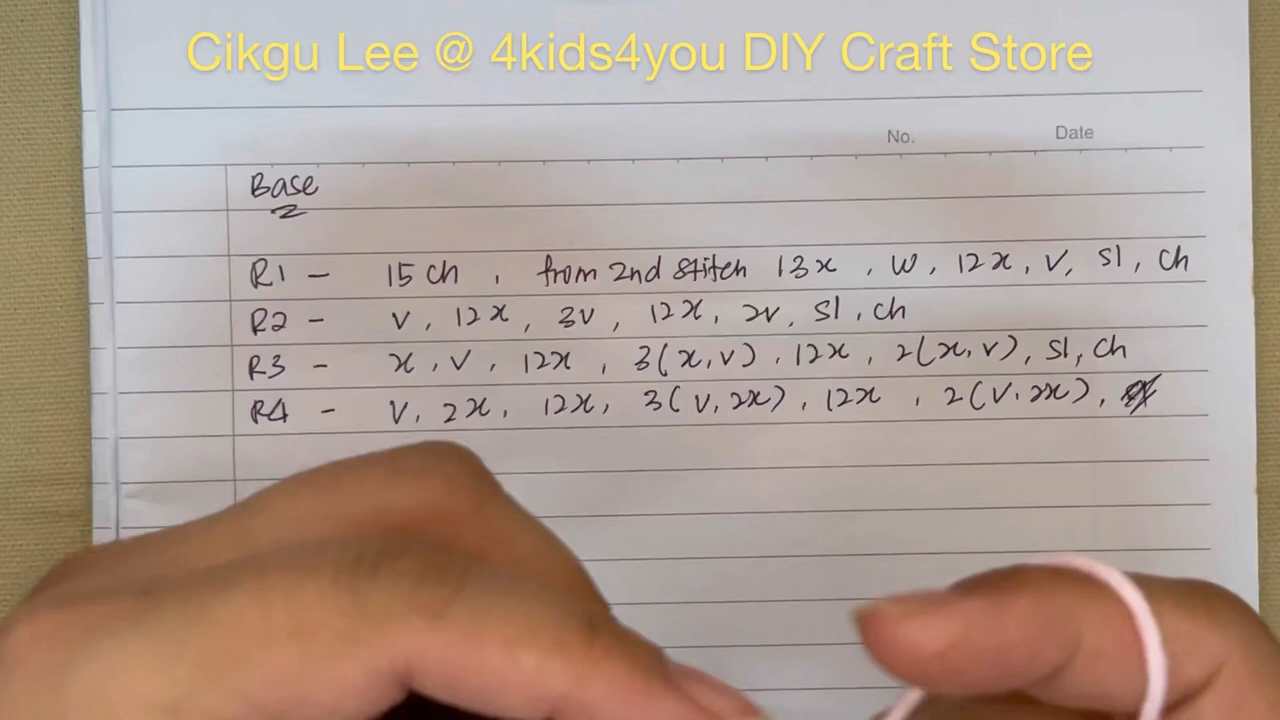 Cikgu Lee @ 4kids4you DIY Craft Store
No. Date
Base
R1 - 15 ch , from 2nd stitch 13x , W , 12x , V , Sl , ch
R2 - V , 12x , 3V , 12x , 2V , Sl , ch
R3 - x , V , 12x , 3(x,V) , 12x , 2(x,V) , Sl , ch
R4 - V , 2x , 12x , 3(V,2x) , 12x , 2(V,2x) ,